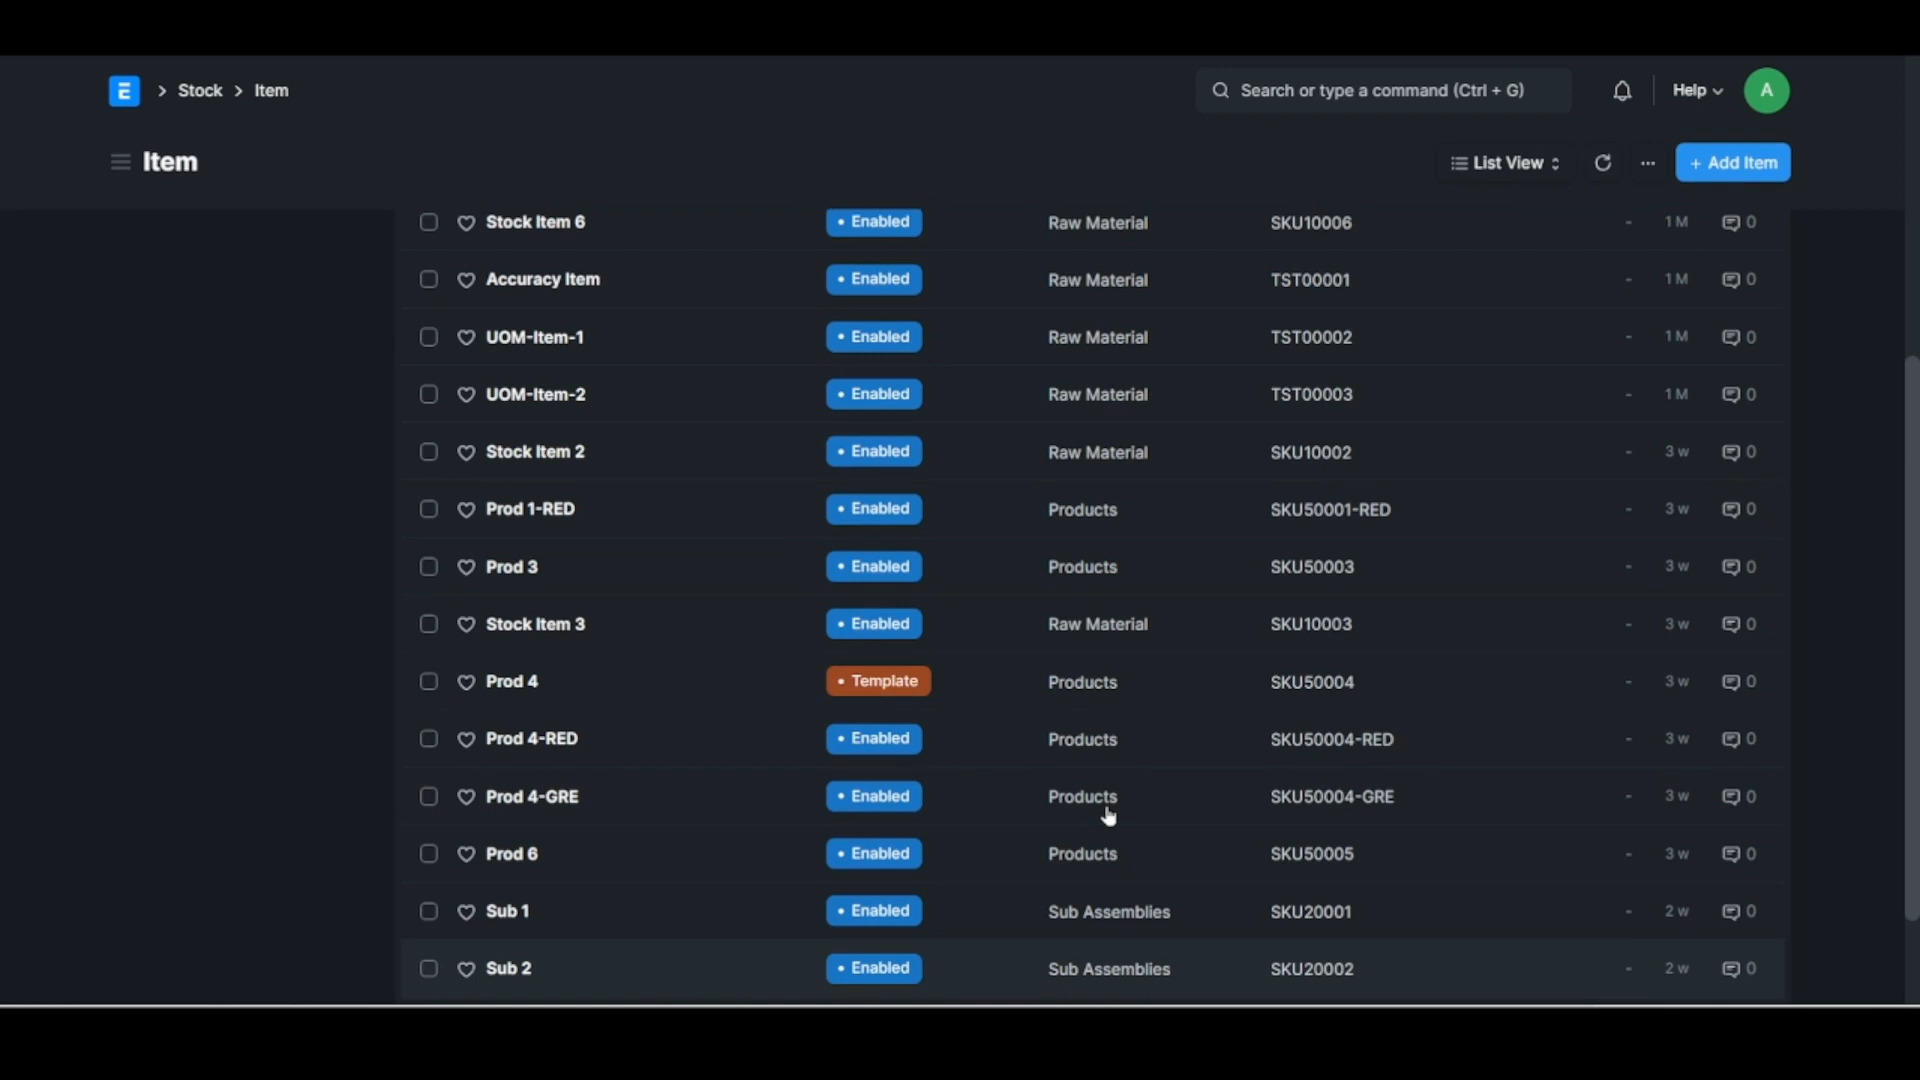 E > Stock > Item Search or type a command (Ctrl + G) Help A
Item List View ... + Add Item
Stock Item 6 • Enabled Raw Material SKU10006 - 1 M 0
Accuracy Item • Enabled Raw Material TST00001 - 1 M 0
UOM-Item-1 • Enabled Raw Material TST00002 - 1 M 0
UOM-Item-2 • Enabled Raw Material TST00003 - 1 M 0
Stock Item 2 • Enabled Raw Material SKU10002 - 3 w 0
Prod 1-RED • Enabled Products SKU50001-RED - 3 w 0
Prod 3 • Enabled Products SKU50003 - 3 w 0
Stock Item 3 • Enabled Raw Material SKU10003 - 3 w 0
Prod 4 • Template Products SKU50004 - 3 w 0
Prod 4-RED • Enabled Products SKU50004-RED - 3 w 0
Prod 4-GRE • Enabled Products SKU50004-GRE - 3 w 0
Prod 6 • Enabled Products SKU50005 - 3 w 0
Sub 1 • Enabled Sub Assemblies SKU20001 - 2 w 0
Sub 2 • Enabled Sub Assemblies SKU20002 - 2 w 0